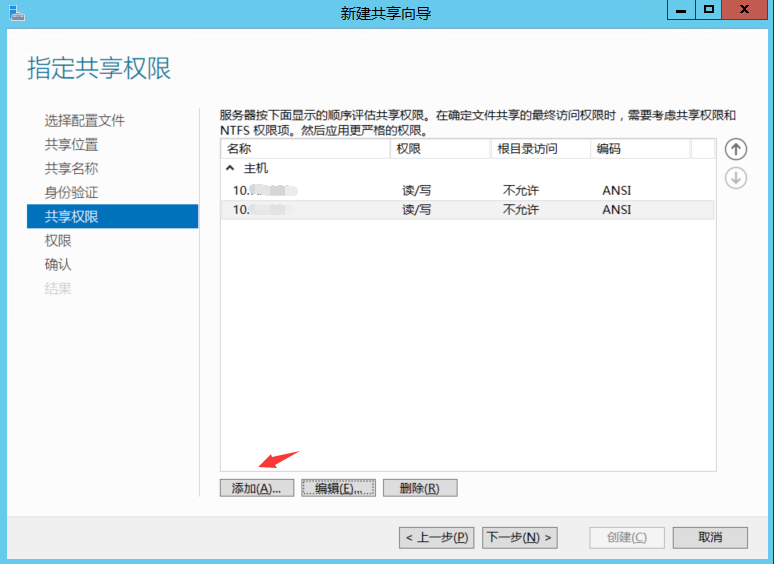 新建共享向导
指定共享权限
选择配置文件
共享位置
共享名称
身份验证
共享权限
权限
确认
结果
服务器按下面显示的顺序评估共享权限。在确定文件共享的最终访问权限时，需要考虑共享权限和
NTFS 权限项。然后应用更严格的权限。
名称 权限 根目录访问 编码
主机
10. 读/写 不允许 ANSI
10. 读/写 不允许 ANSI
添加(A)... 编辑(E)... 删除(R)
< 上一步(P) 下一步(N) > 创建(C) 取消